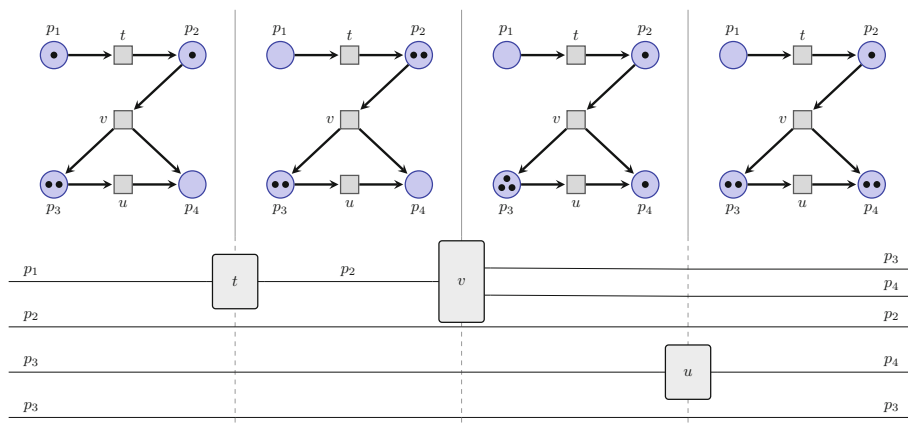 p1 t p2 p1 t p2 p1 t p2 p1 t p2
v v v v
p3 u p4 p3 u p4 p3 u p4 p3 u p4
p1 t p2 v p3
p4
p2 p2
p3 u p4
p3 p3